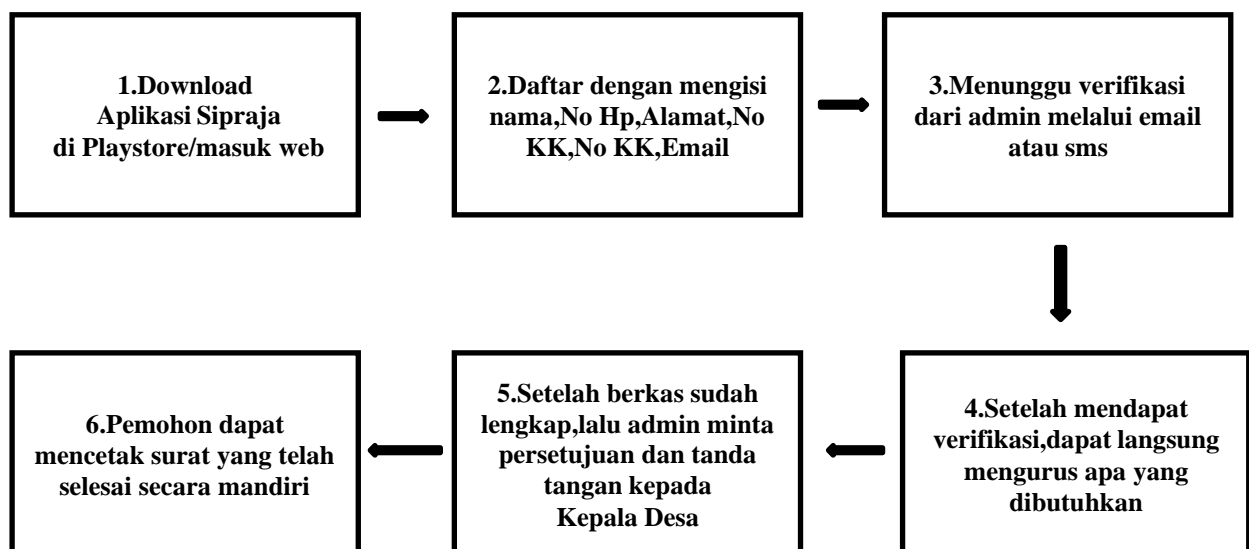 1.Download
Aplikasi Sipraja
di Playstore/masuk web
2.Daftar dengan mengisi
nama,No Hp,Alamat,No
KK,No KK,Email
3.Menunggu verifikasi
dari admin melalui email
atau sms
4.Setelah mendapat
verifikasi,dapat langsung
mengurus apa yang
dibutuhkan
5.Setelah berkas sudah
lengkap,lalu admin minta
persetujuan dan tanda
tangan kepada
Kepala Desa
6.Pemohon dapat
mencetak surat yang telah
selesai secara mandiri